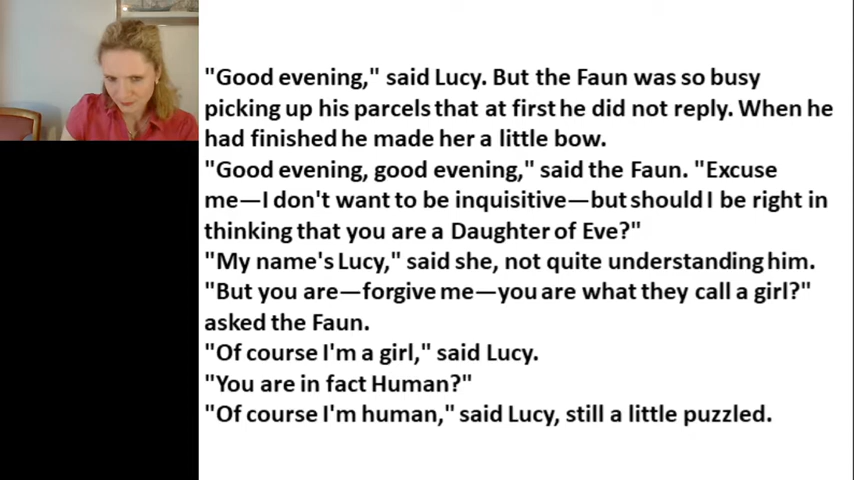 "Good evening," said Lucy. But the Faun was so busy
picking up his parcels that at first he did not reply. When he
had finished he made her a little bow.
"Good evening, good evening," said the Faun. "Excuse
me—I don't want to be inquisitive—but should I be right in
thinking that you are a Daughter of Eve?"
"My name's Lucy," said she, not quite understanding him.
"But you are—forgive me—you are what they call a girl?"
asked the Faun.
"Of course I'm a girl," said Lucy.
"You are in fact Human?"
"Of course I'm human," said Lucy, still a little puzzled.